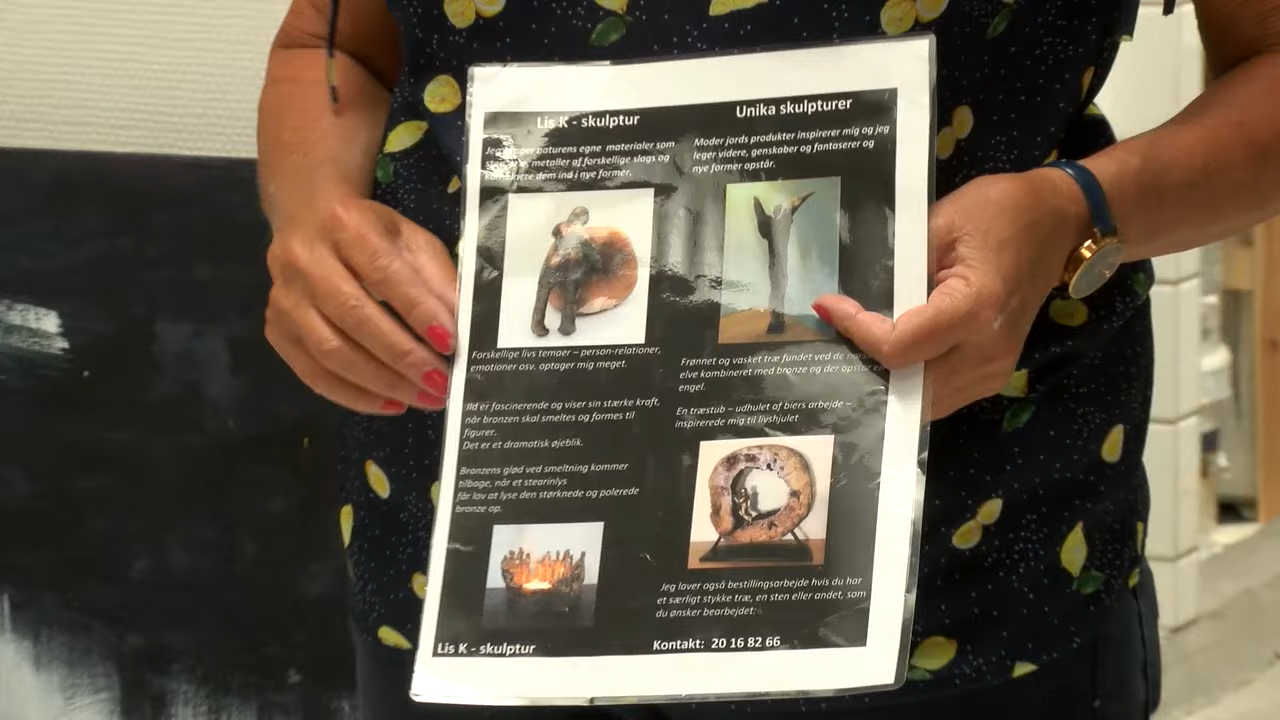 Lis K - skulptur
Jeg naturens egne materialer som
metaller af forskellige slags og
kombinere dem ind i nye former.
Forskellige livs temaer – person-relationer,
emotioner osv. optager mig meget.
Ild er fascinerende og viser sin stærke kraft,
når bronzen skal smeltes og formes til
figurer.
Det er et dramatisk øjeblik.
Bronzens glød ved smeltning kommer
tilbage, når et stearinlys
får lov at lyse den størknede og polerede
bronze op.
Lis K - skulptur
Unika skulpturer
Moder jords produkter inspirerer mig og jeg
leger videre, genskaber og fantaserer og
nye former opstår.
Frønnet og vasket træ fundet ved de
elve kombineret med bronze og der opstår en
engel.
En træstub – udhulet af biers arbejde –
inspirerede mig til livshjulet
Jeg laver også bestillingsarbejde hvis du har
et særligt stykke træ, en sten eller andet, som
du ønsker bearbejdet:
Kontakt: 20 16 82 66